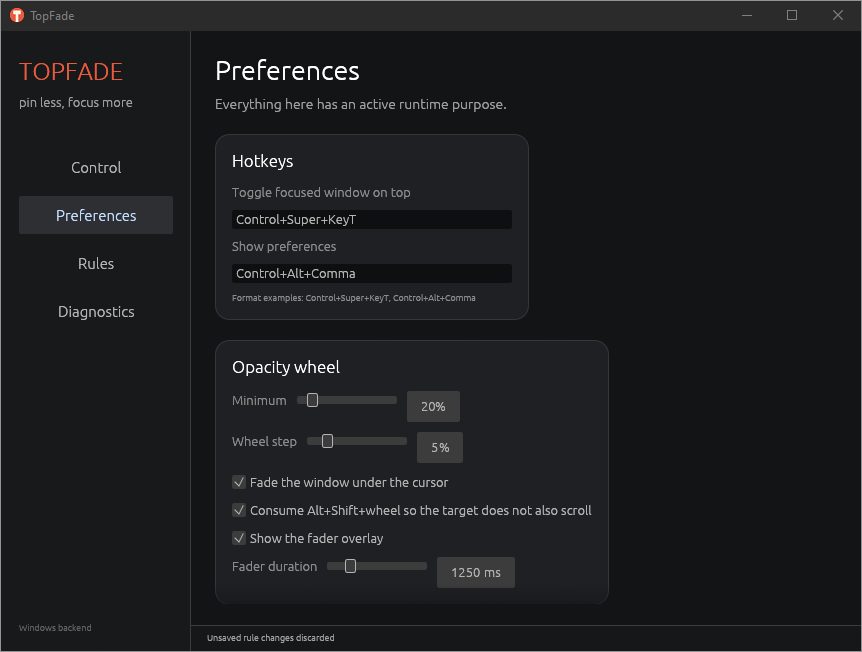 TopFade
TOPFADE
pin less, focus more
Control
Preferences
Rules
Diagnostics
Windows backend
Preferences
Everything here has an active runtime purpose.
Hotkeys
Toggle focused window on top
Control+Super+KeyT
Show preferences
Control+Alt+Comma
Format examples: Control+Super+KeyT, Control+Alt+Comma
Opacity wheel
Minimum 20%
Wheel step 5%
Fade the window under the cursor
Consume Alt+Shift+wheel so the target does not also scroll
Show the fader overlay
Fader duration 1250 ms
Unsaved rule changes discarded